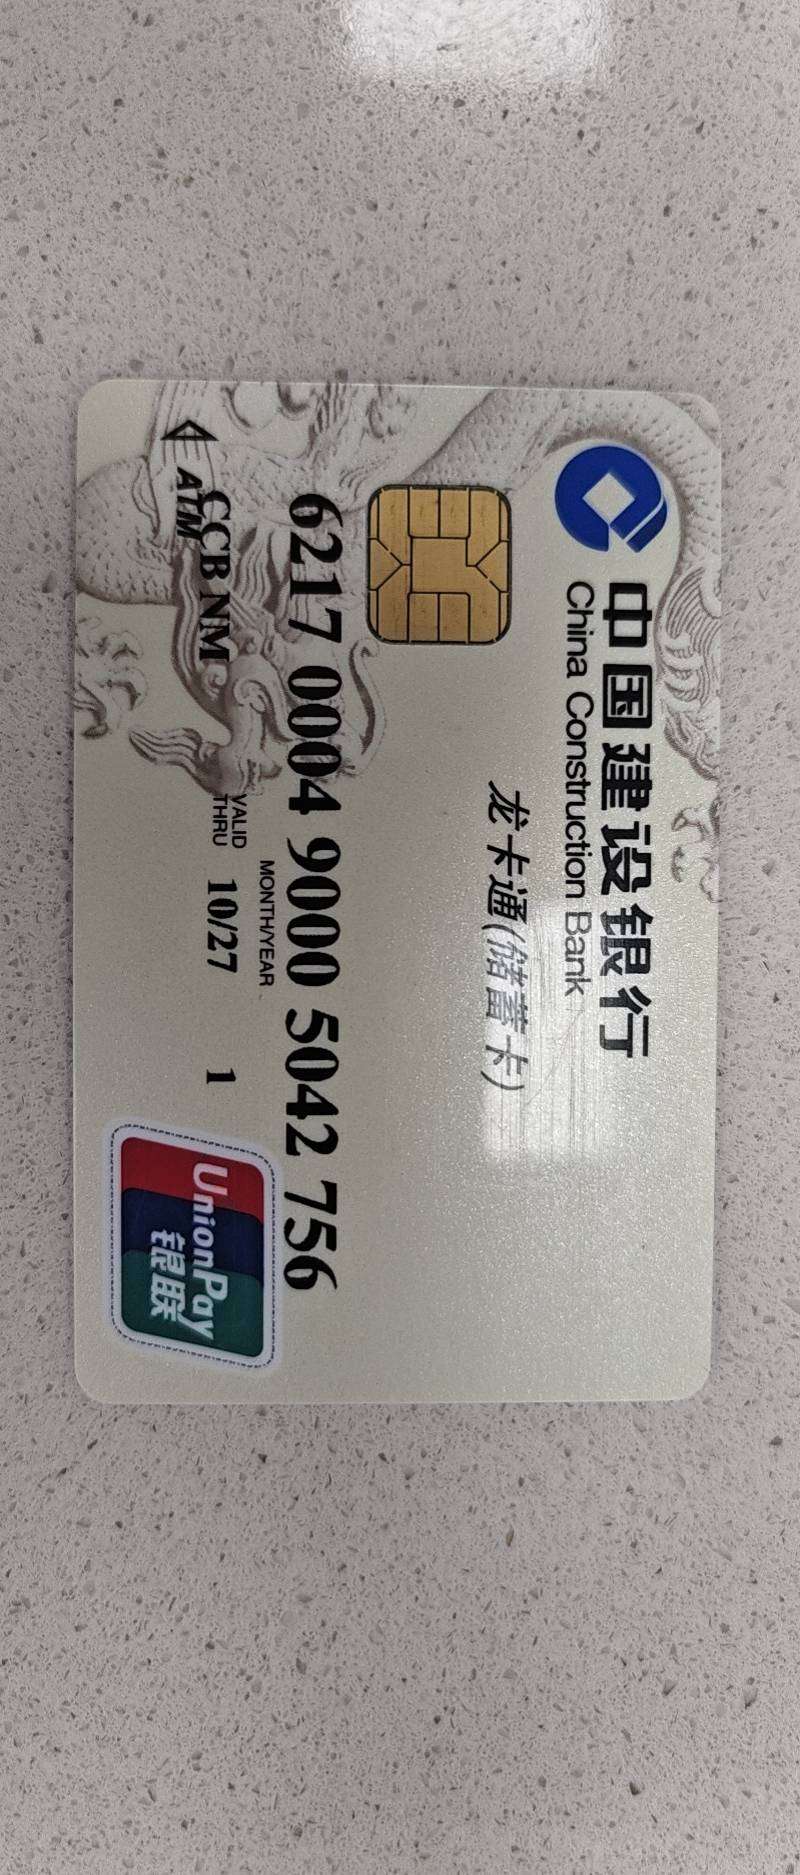 中国建设银行
China Construction Bank
龙卡通(储蓄卡)
6217 0004 9000 5042 756
MONTH/YEAR
VALID THRU 10/27 1
CCB NM
ATM
UnionPay
银联